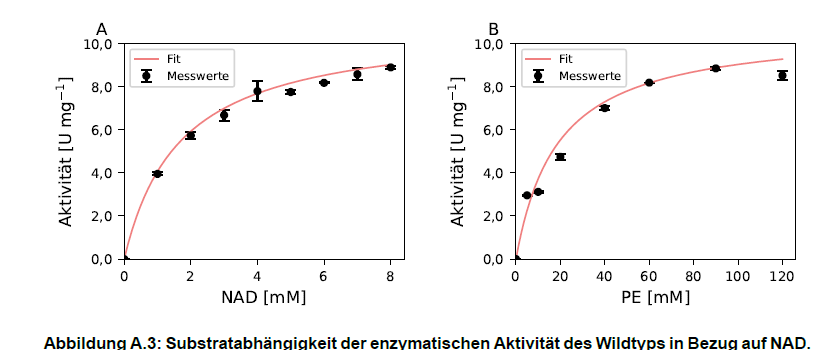 A
B
10,0
8,0
6,0
4,0
2,0
0,0
Aktivität [U mg⁻¹]
Fit
Messwerte
0
2
4
6
8
NAD [mM]
10,0
8,0
6,0
4,0
2,0
0,0
Aktivität [U mg⁻¹]
Fit
Messwerte
0
20
40
60
80
100
120
PE [mM]
Abbildung A.3: Substratabhängigkeit der enzymatischen Aktivität des Wildtyps in Bezug auf NAD.